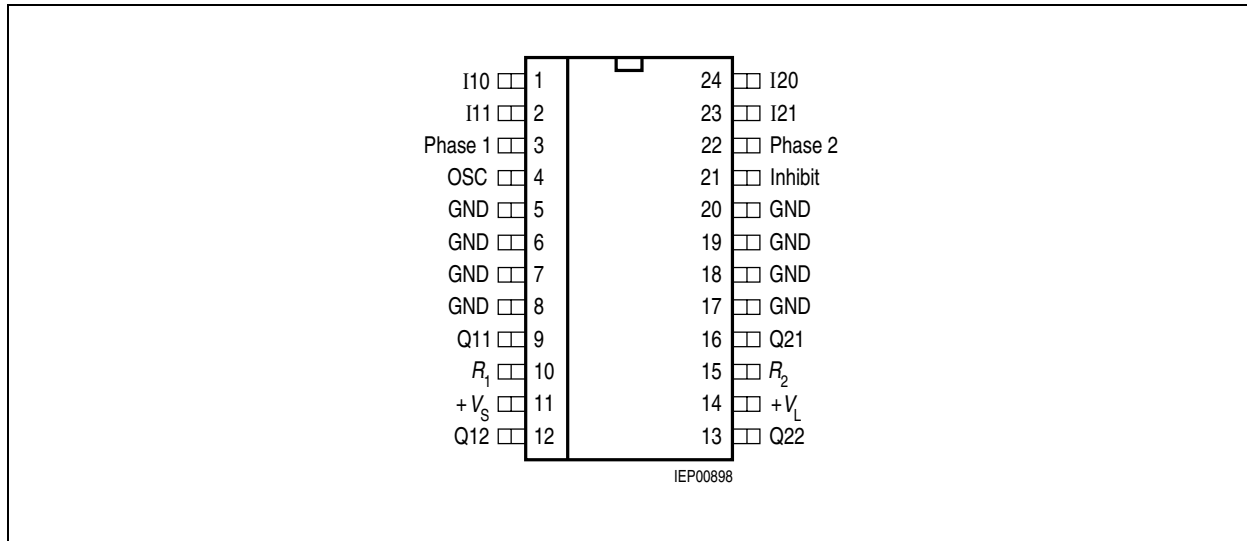 I10 1 24 I20
I11 2 23 I21
Phase 1 3 22 Phase 2
OSC 4 21 Inhibit
GND 5 20 GND
GND 6 19 GND
GND 7 18 GND
GND 8 17 GND
Q11 9 16 Q21
R1 10 15 R2
+VS 11 14 +VL
Q12 12 13 Q22
IEP00898